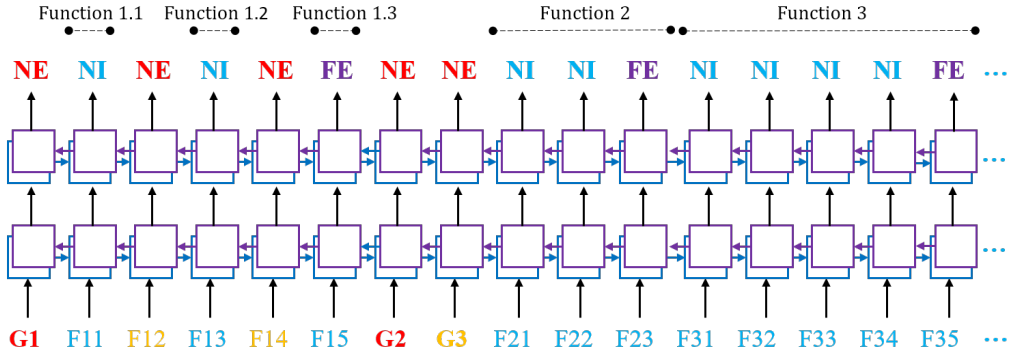 Function 1.1 Function 1.2 Function 1.3 Function 2 Function 3
NE NI NE NI NE FE NE NE NI NI FE NI NI NI NI FE ...
...
...
G1 F11 F12 F13 F14 F15 G2 G3 F21 F22 F23 F31 F32 F33 F34 F35 ...